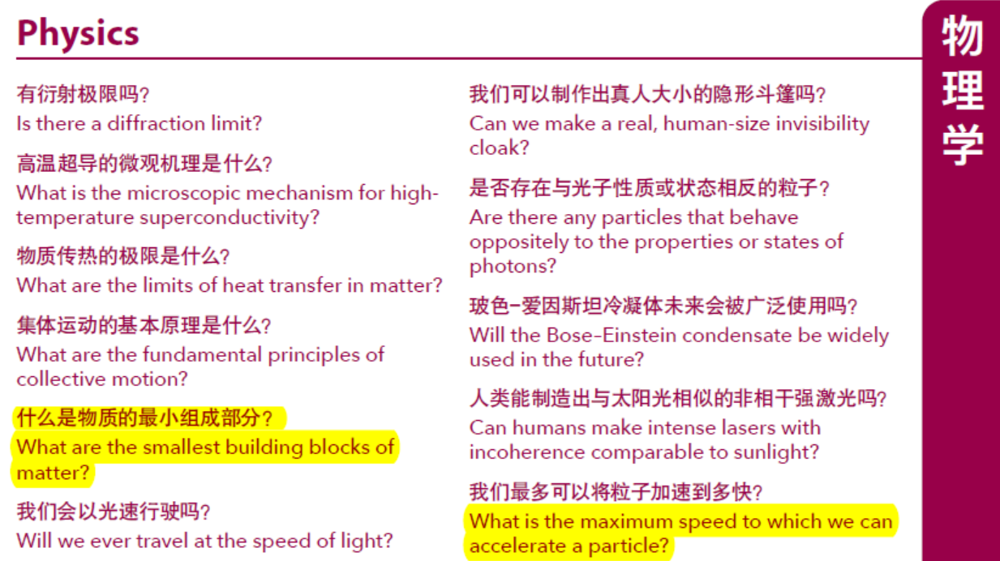 Physics
有衍射极限吗?
Is there a diffraction limit?
高温超导的微观机理是什么?
What is the microscopic mechanism for high-
temperature superconductivity?
物质传热的极限是什么?
What are the limits of heat transfer in matter?
集体运动的基本原理是什么?
What are the fundamental principles of
collective motion?
什么是物质的最小组成部分?
What are the smallest building blocks of
matter?
我们会以光速行驶吗?
Will we ever travel at the speed of light?
我们可以制作出真人大小的隐形斗篷吗?
Can we make a real, human-size invisibility
cloak?
是否存在与光子性质或状态相反的粒子?
Are there any particles that behave
oppositely to the properties or states of
photons?
玻色–爱因斯坦冷凝体未来会被广泛使用吗?
Will the Bose–Einstein condensate be widely
used in the future?
人类能制造出与太阳光相似的非相干强激光吗?
Can humans make intense lasers with
incoherence comparable to sunlight?
我们最多可以将粒子加速到多快?
What is the maximum speed to which we can
accelerate a particle?
物理学